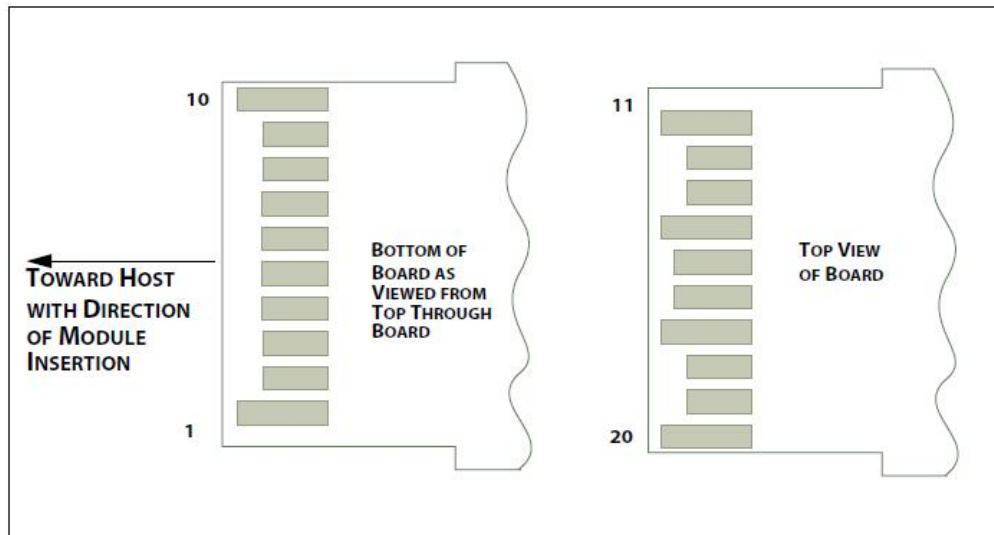 10
1
TOWARD HOST
WITH DIRECTION
OF MODULE
INSERTION
BOTTOM OF
BOARD AS
VIEWED FROM
TOP THROUGH
BOARD
11
20
TOP VIEW
OF BOARD